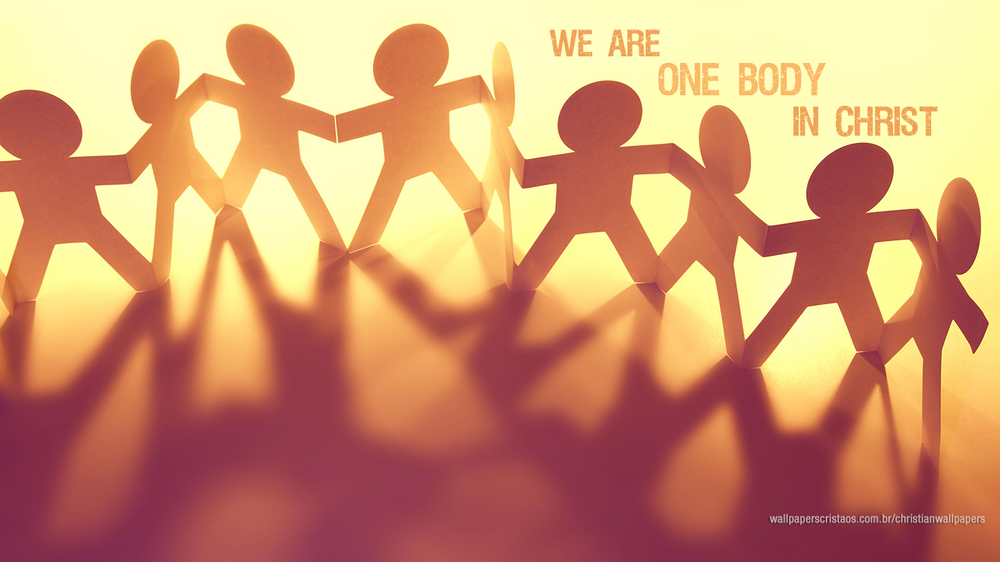 WE ARE
ONE BODY
IN CHRIST
wallpaperscristaos.com.br/christianwallpapers